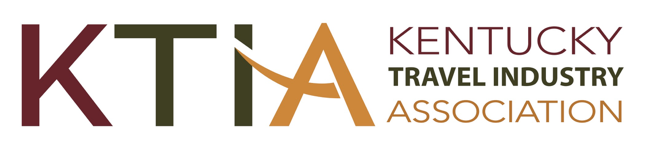 KTIA
KENTUCKY
TRAVEL INDUSTRY
ASSOCIATION